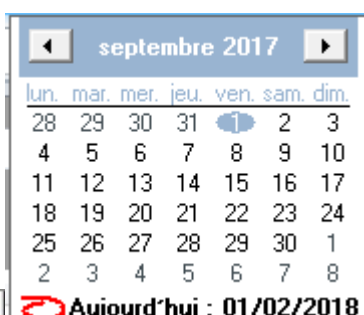 septembre 2017
lun. mar. mer. jeu. ven. sam. dim.
28 29 30 31 1 2 3
4 5 6 7 8 9 10
11 12 13 14 15 16 17
18 19 20 21 22 23 24
25 26 27 28 29 30 1
2 3 4 5 6 7 8
Aujourd'hui : 01/02/2018